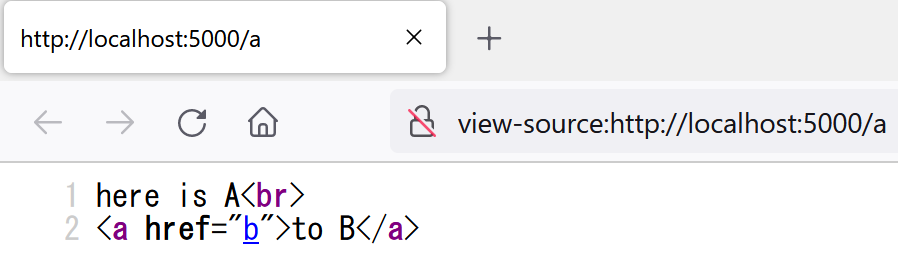 http://localhost:5000/a
view-source:http://localhost:5000/a
1 here is A<br>
2 <a href="b">to B</a>